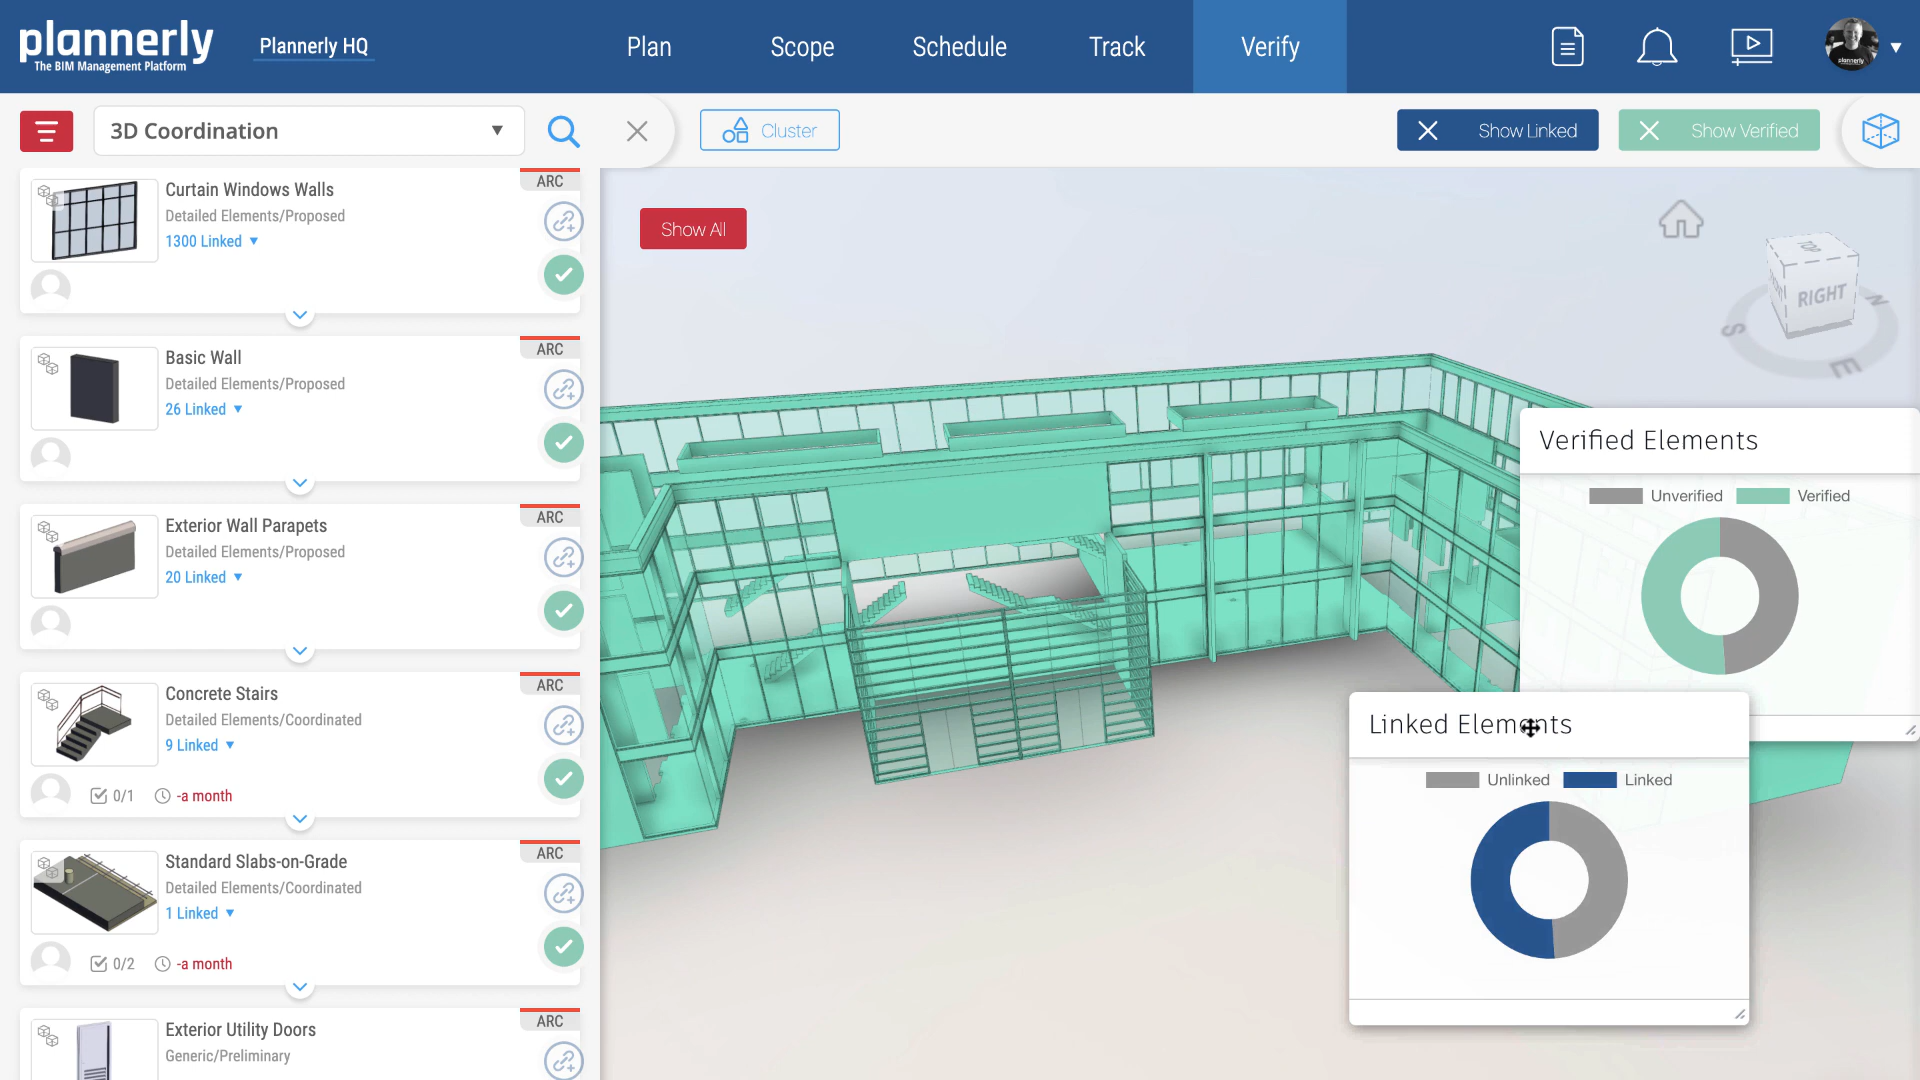 plannerly
The BIM Management Platform
Plannerly HQ
Plan
Scope
Schedule
Track
Verify
plannerly
3D Coordination
Cluster
Show Linked
Show Verified
Show All
TOP
RIGHT
S
N
E
Curtain Windows Walls
Detailed Elements/Proposed
1300 Linked
ARC
Basic Wall
Detailed Elements/Proposed
26 Linked
ARC
Exterior Wall Parapets
Detailed Elements/Proposed
20 Linked
ARC
Concrete Stairs
Detailed Elements/Coordinated
9 Linked
0/1
-a month
ARC
Standard Slabs-on-Grade
Detailed Elements/Coordinated
1 Linked
0/2
-a month
ARC
Exterior Utility Doors
Generic/Preliminary
ARC
Verified Elements
Unverified
Verified
Linked Elements
Unlinked
Linked